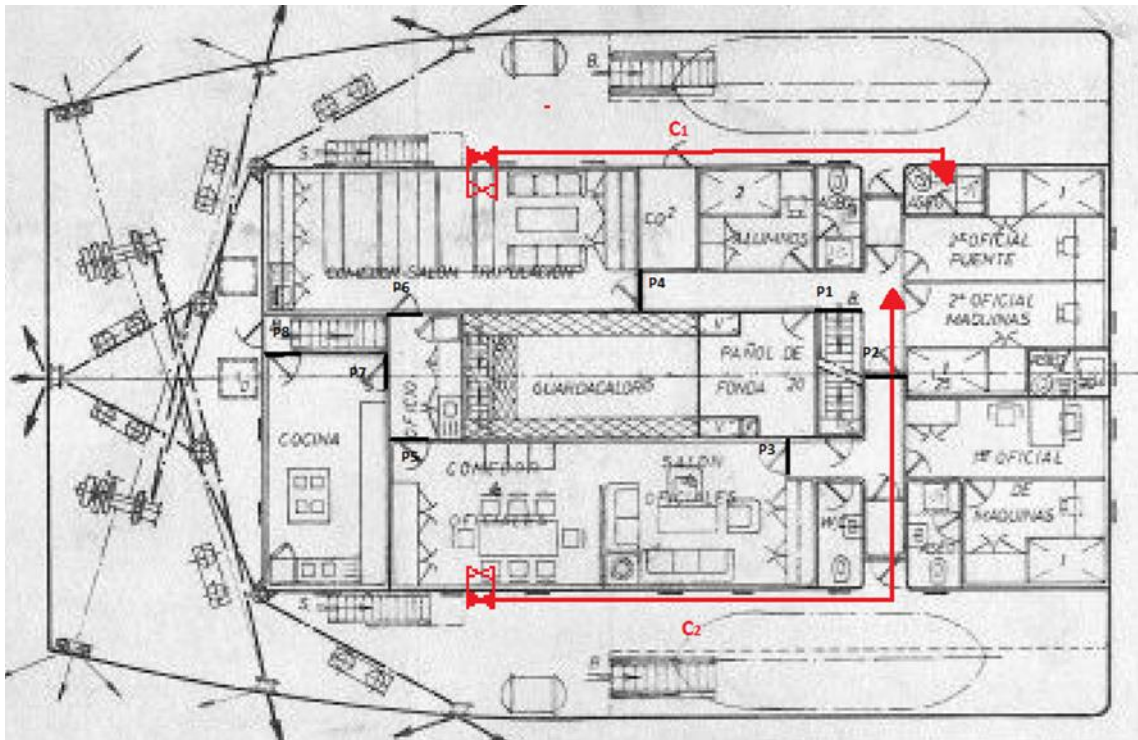 B.
C1
S.
2
ASEO
1
CO2
ALUMNOS
2º OFICIAL
PUENTE
COMEDOR-SALON TRIPULACION
P6
P4
P1
B.
2º OFICIAL
MAQUINAS
P8
P2
V
PAÑOL DE
FONDA
GUARDACALOR
P7
OFICIO
COCINA
V
P5
P3
COMEDOR
OFICIALES
SALON
OFICIALES
1er OFICIAL
DE
MAQUINAS
ASEO
1
S.
C2
B.